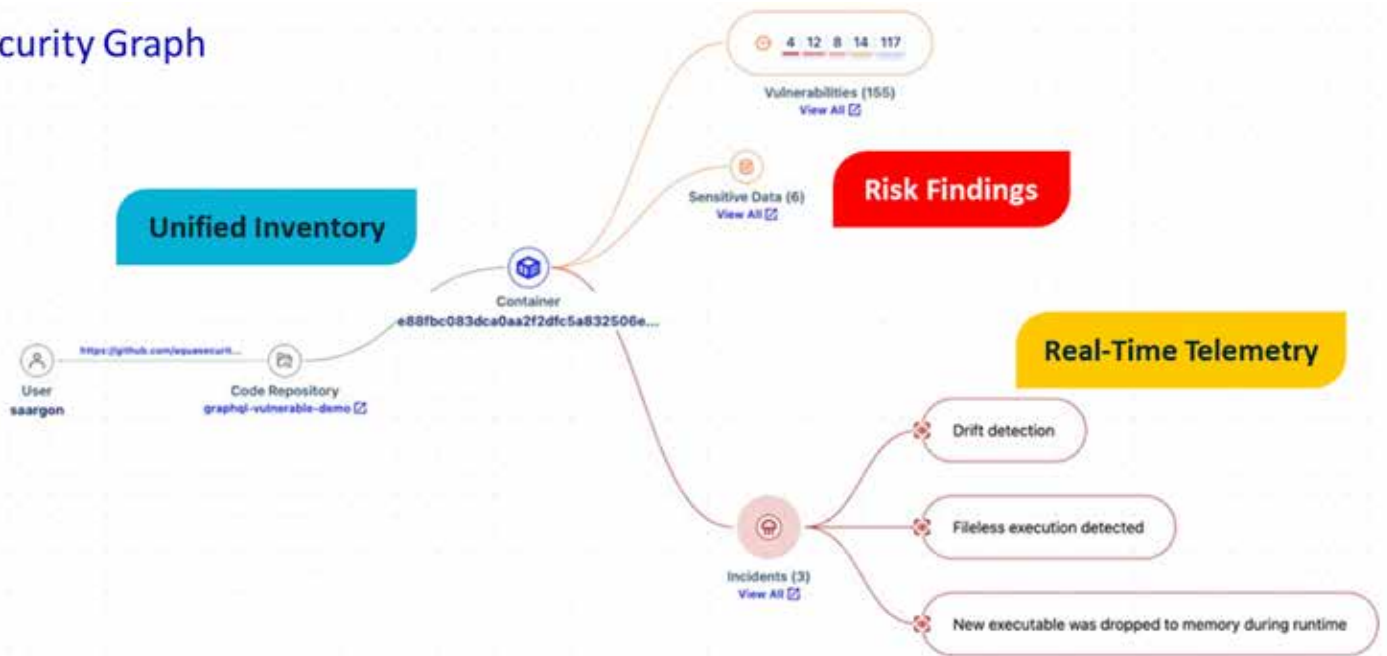 curity Graph
4 12 8 14 117
Vulnerabilities (155)
View All
Sensitive Data (6)
View All
Risk Findings
Unified Inventory
Container
e88fbc083dca0aa2f2dfc5a832506e...
Real-Time Telemetry
https://github.com/aquasecurit...
User
saargon
Code Repository
graphql-vulnerable-demo
Drift detection
Fileless execution detected
Incidents (3)
View All
New executable was dropped to memory during runtime